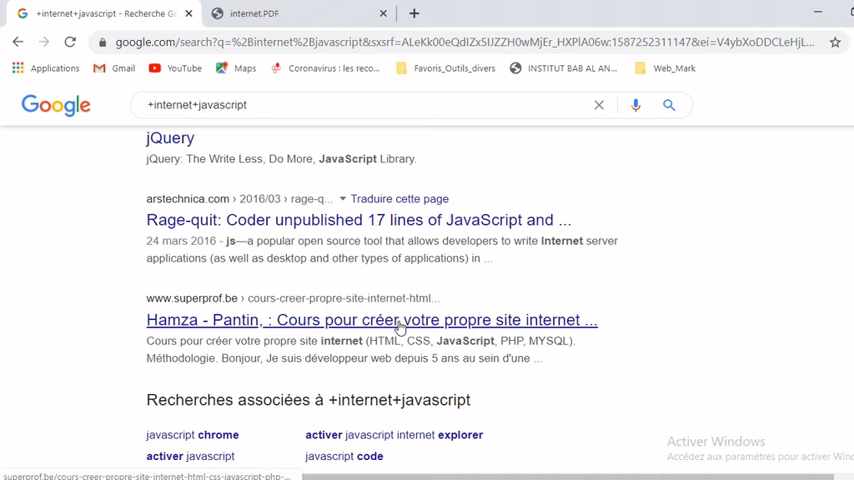 +internet+javascript - Recherche Go
internet.PDF
google.com/search?q=%2Binternet%2Bjavascript&sxsrf=ALeKk00eQdIZx5IJZZH0wMjEr_HXPlA06w:1587252311147&ei=V4ybXoDDCLeHjL...
Applications Gmail YouTube Maps Coronavirus : les reco... Favoris_Outils_divers INSTITUT BAB AL AN... Web_Mark
Google +internet+javascript
jQuery
jQuery: The Write Less, Do More, JavaScript Library.
arstechnica.com › 2016/03 › rage-q... Traduire cette page
Rage-quit: Coder unpublished 17 lines of JavaScript and ...
24 mars 2016 - js—a popular open source tool that allows developers to write Internet server
applications (as well as desktop and other types of applications) in ...
www.superprof.be › cours-creer-propre-site-internet-html...
Hamza - Pantin, : Cours pour créer votre propre site internet ...
Cours pour créer votre propre site internet (HTML, CSS, JavaScript, PHP, MYSQL).
Méthodologie. Bonjour, Je suis développeur web depuis 5 ans au sein d'une ...
Recherches associées à +internet+javascript
javascript chrome activer javascript internet explorer
activer javascript javascript code
Activer Windows
Accédez aux paramètres pour activer Win
superprof.be/cours-creer-propre-site-internet-html-css-javascript-php-...